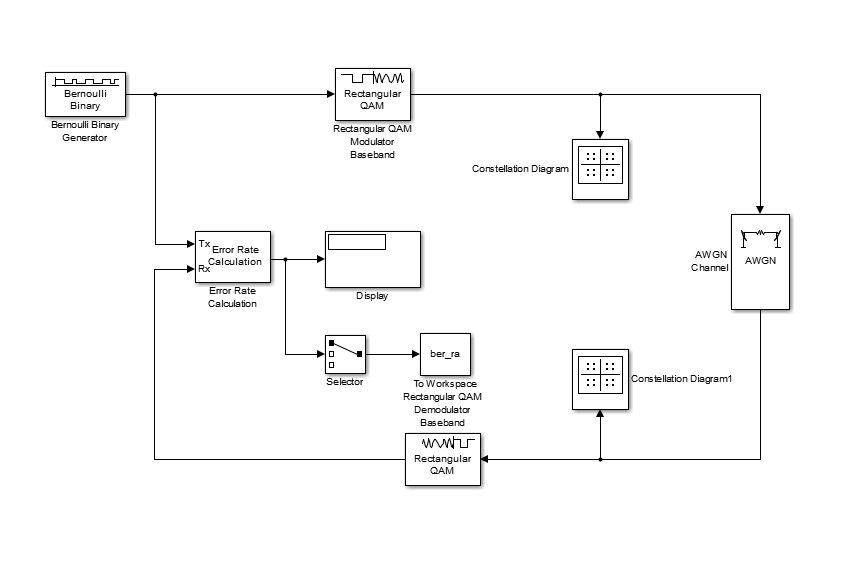 Bernoulli
Binary
Bernoulli Binary
Generator
Rectangular
QAM
Rectangular QAM
Modulator
Baseband
Constellation Diagram
AWGN
Channel
AWGN
Tx
Rx
Error Rate
Calculation
Error Rate
Calculation
Display
Selector
ber_ra
To Workspace
Constellation Diagram1
Rectangular QAM
Demodulator
Baseband
Rectangular
QAM